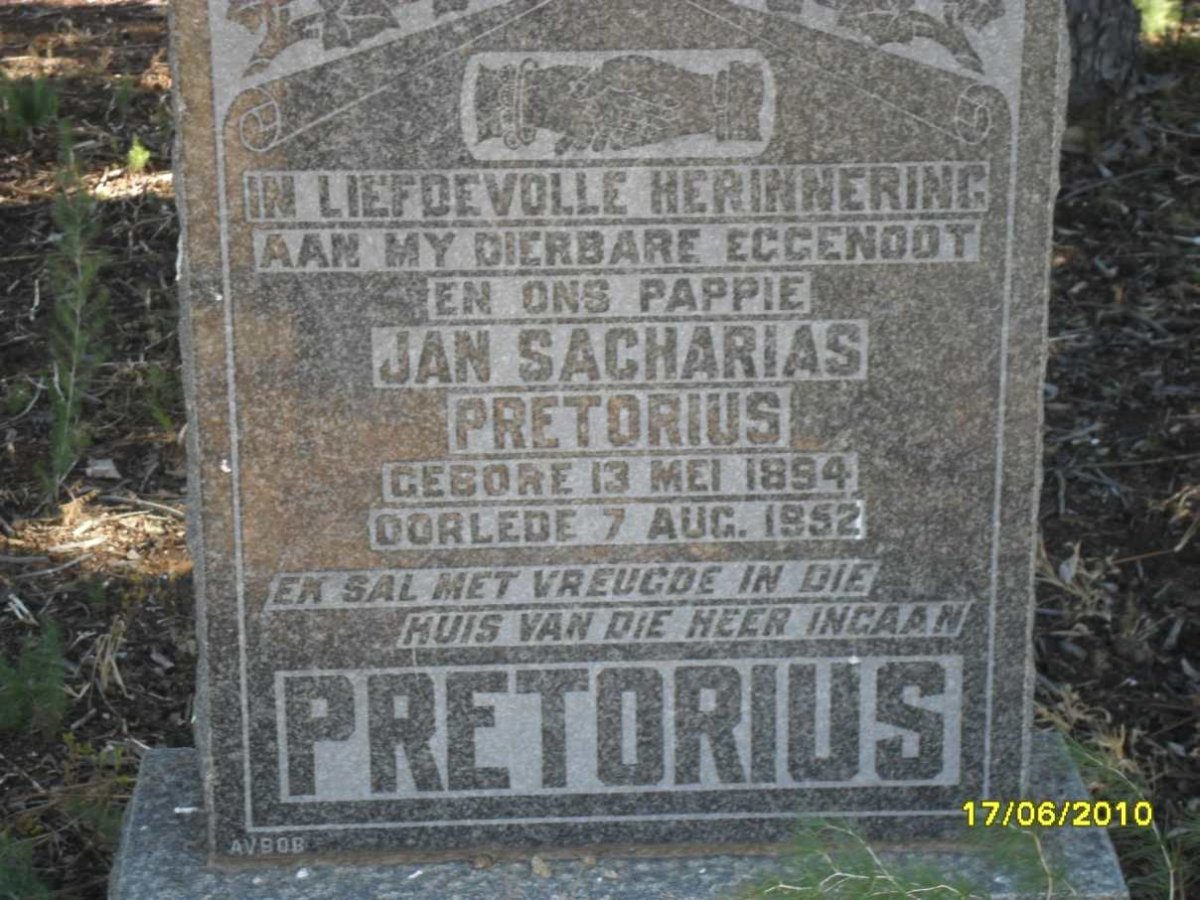 IN LIEFDEVOLLE HERINNERING
AAN MY DIERBARE EGGENOOT
EN ONS PAPPIE
JAN SACHARIAS
PRETORIUS
GEBORE 13 MEI 1894
OORLEDE 7 AUG. 1952
EK SAL MET VREUGDE IN DIE
HUIS VAN DIE HEER INGAAN
PRETORIUS
AVBOB
17/06/2010